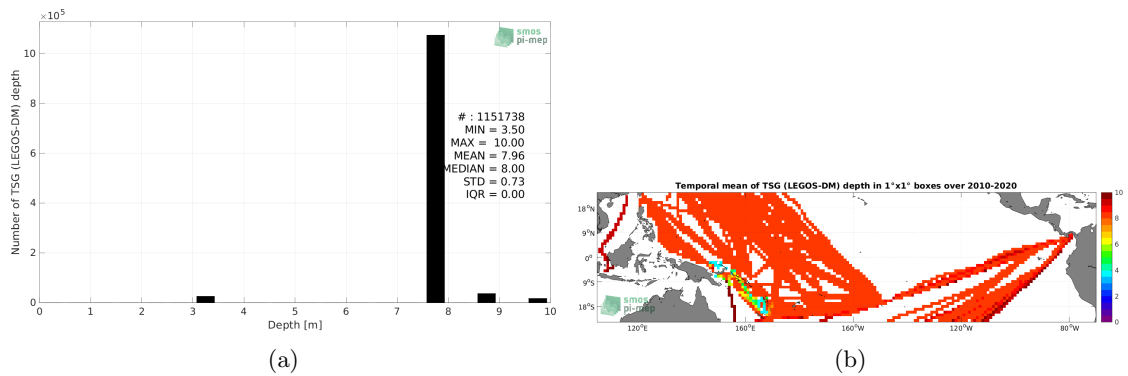 ×10⁵
smos
pi-mep
10
8
6
4
2
0
Number of TSG (LEGOS-DM) depth
# : 1151738
MIN = 3.50
MAX = 10.00
MEAN = 7.96
MEDIAN = 8.00
STD = 0.73
IQR = 0.00
0 1 2 3 4 5 6 7 8 9 10
Depth [m]
(a)
Temporal mean of TSG (LEGOS-DM) depth in 1°x1° boxes over 2010-2020
18°N
9°N
0°
9°S
18°S
smos
pi-mep
120°E 160°E 160°W 120°W 80°W
10
8
6
4
2
0
(b)